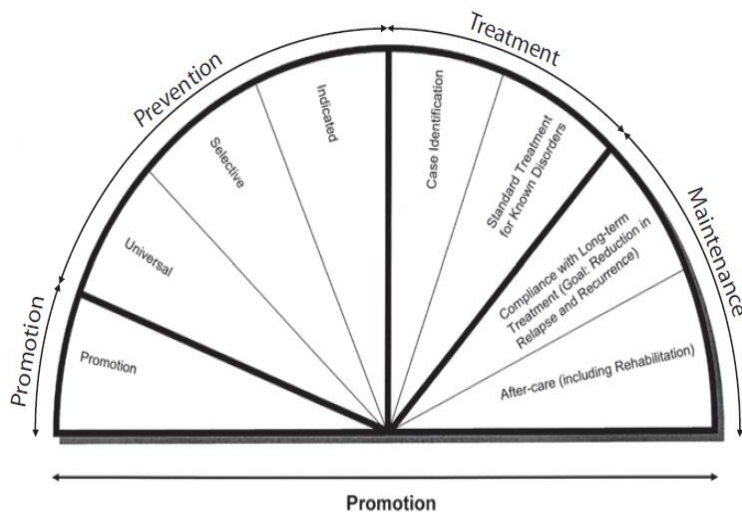 Treatment
Prevention
Indicated
Case Identification
Selective
Standard Treatment
for Known Disorders
Maintenance
Universal
Compliance with Long-term
Treatment (Goal: Reduction in
Relapse and Recurrence)
Promotion
Promotion
After-care (including Rehabilitation)
Promotion